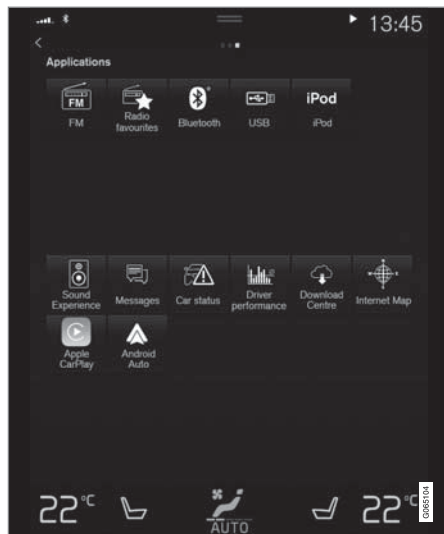 13:45
Applications
FM
FM
Radio
favourites
Bluetooth
USB
iPod
iPod
Sound
Experience
Messages
Car status
Driver
performance
Download
Centre
Internet Map
Apple
CarPlay
Android
Auto
22°C
AUTO
22°C
G065104